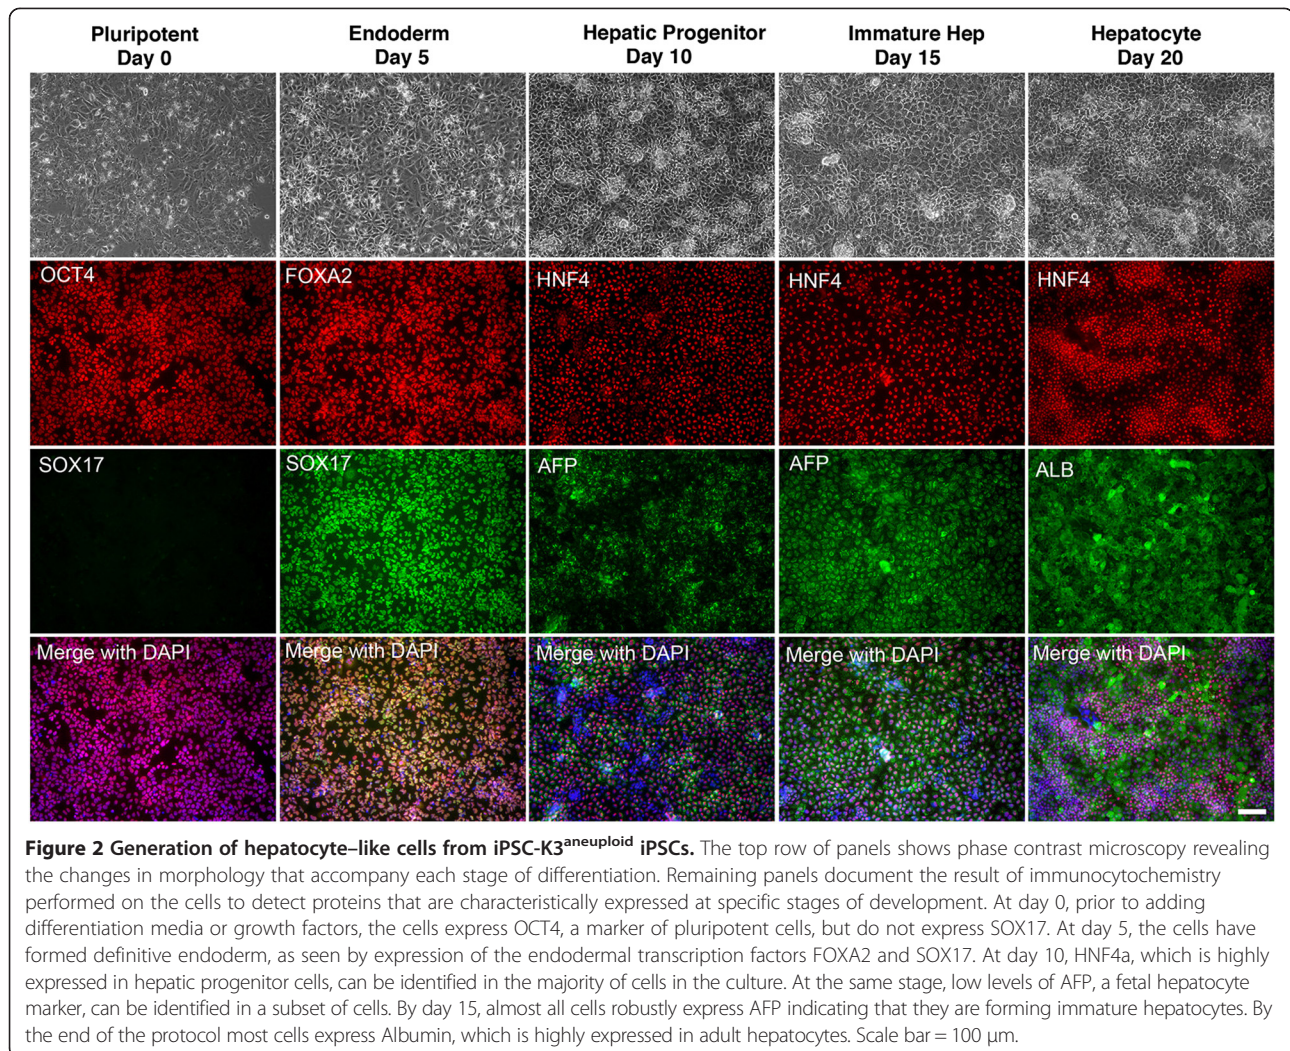 Pluripotent
Day 0
Endoderm
Day 5
Hepatic Progenitor
Day 10
Immature Hep
Day 15
Hepatocyte
Day 20
OCT4
FOXA2
HNF4
HNF4
HNF4
SOX17
SOX17
AFP
AFP
ALB
Merge with DAPI
Merge with DAPI
Merge with DAPI
Merge with DAPI
Merge with DAPI
Figure 2 Generation of hepatocyte–like cells from iPSC-K3aneuploid iPSCs. The top row of panels shows phase contrast microscopy revealing
the changes in morphology that accompany each stage of differentiation. Remaining panels document the result of immunocytochemistry
performed on the cells to detect proteins that are characteristically expressed at specific stages of development. At day 0, prior to adding
differentiation media or growth factors, the cells express OCT4, a marker of pluripotent cells, but do not express SOX17. At day 5, the cells have
formed definitive endoderm, as seen by expression of the endodermal transcription factors FOXA2 and SOX17. At day 10, HNF4a, which is highly
expressed in hepatic progenitor cells, can be identified in the majority of cells in the culture. At the same stage, low levels of AFP, a fetal hepatocyte
marker, can be identified in a subset of cells. By day 15, almost all cells robustly express AFP indicating that they are forming immature hepatocytes. By
the end of the protocol most cells express Albumin, which is highly expressed in adult hepatocytes. Scale bar = 100 μm.